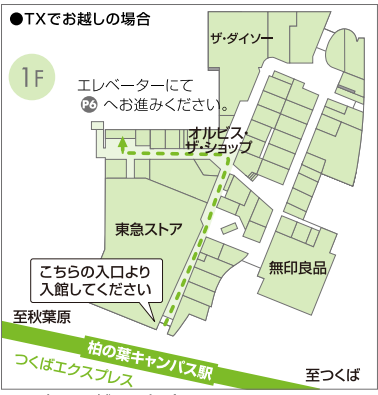 ●TXでお越しの場合
ザ・ダイソー
1F
エレベーターにて
P6 へお進みください。
オルビス・
ザ・ショップ
東急ストア
無印良品
こちらの入口より
入館してください
至秋葉原
柏の葉キャンパス駅
つくばエクスプレス
至つくば